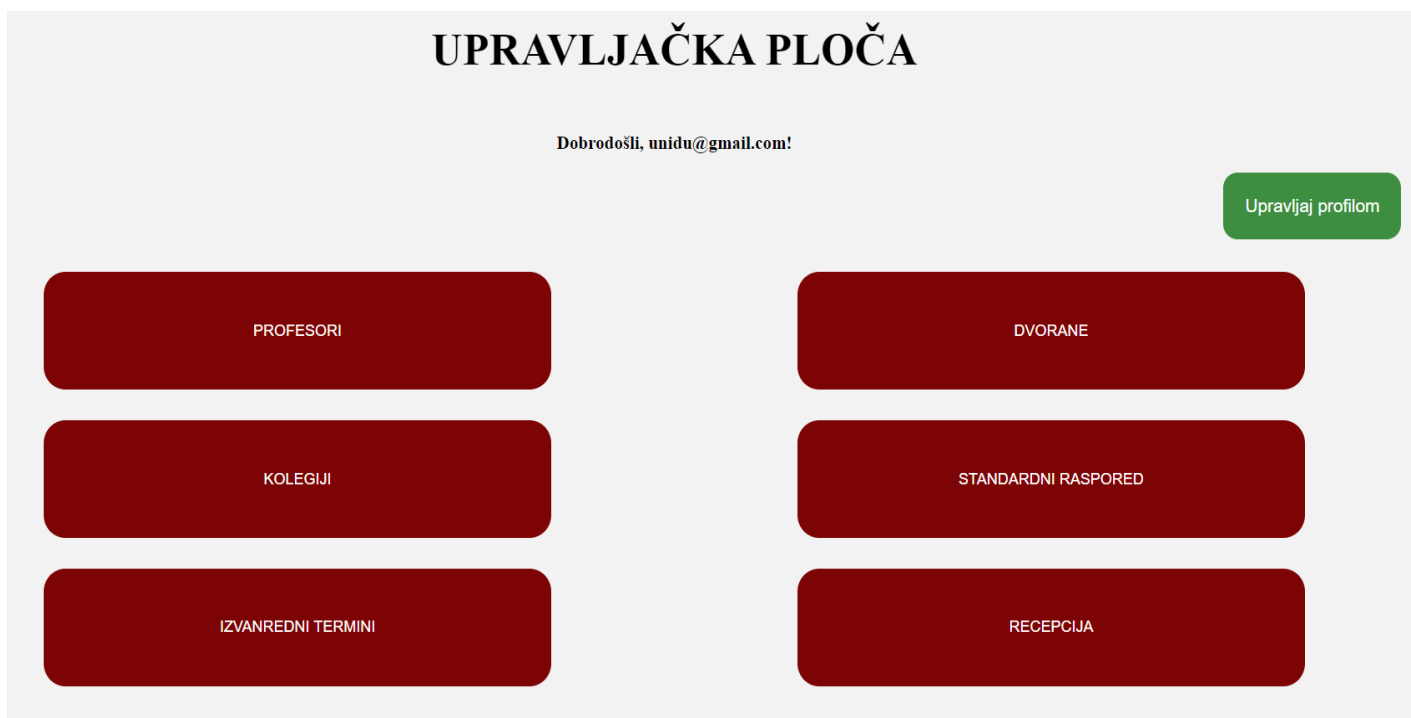 UPRAVLJAČKA PLOČA
Dobrodošli, unidu@gmail.com!
Upravljaj profilom
PROFESORI
DVORANE
KOLEGIJI
STANDARDNI RASPORED
IZVANREDNI TERMINI
RECEPCIJA